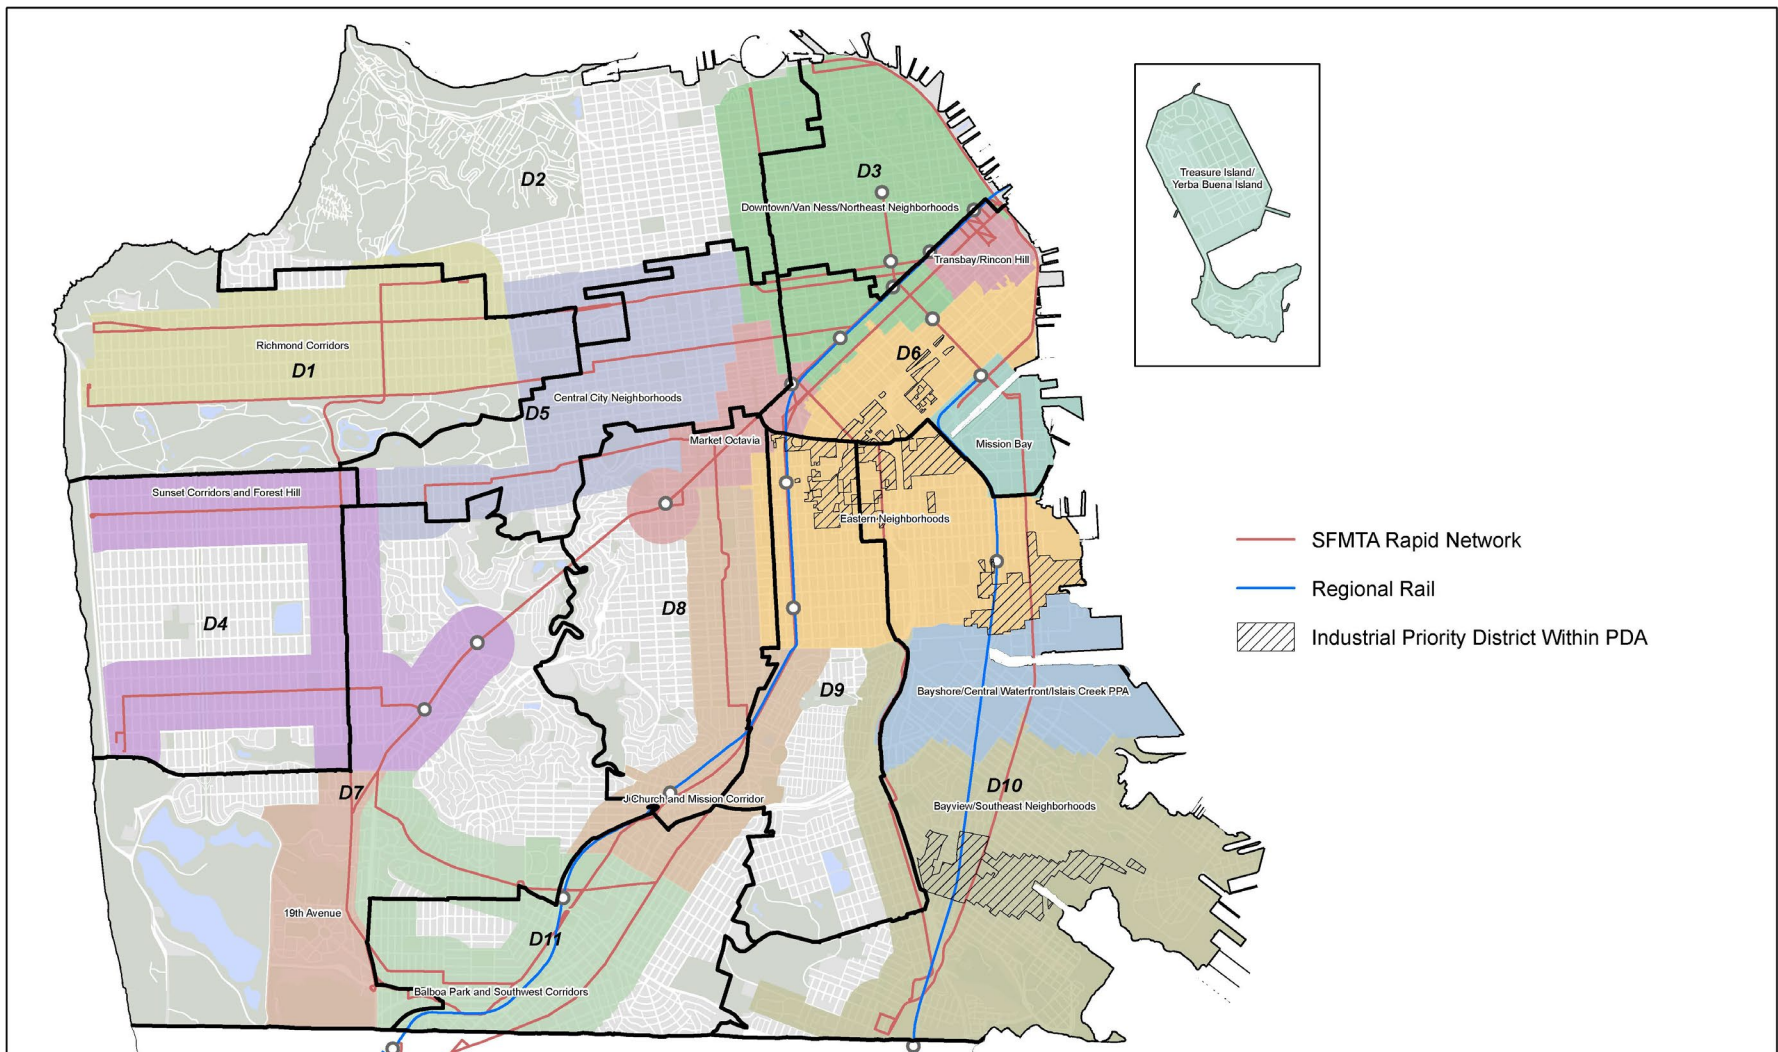 D2
D3
Downtown/Van Ness/Northeast Neighborhoods
Treasure Island/
Yerba Buena Island
Transbay/Rincon Hill
Richmond Corridors
D1
D6
Central City Neighborhoods
D5
Market Octavia
Mission Bay
Sunset Corridors and Forest Hill
Eastern Neighborhoods
SFMTA Rapid Network
Regional Rail
Industrial Priority District Within PDA
D4
D8
D9
Bayshore/Central Waterfront/Islais Creek PPA
D7
J Church and Mission Corridor
D10
Bayview/Southeast Neighborhoods
19th Avenue
D11
Balboa Park and Southwest Corridors